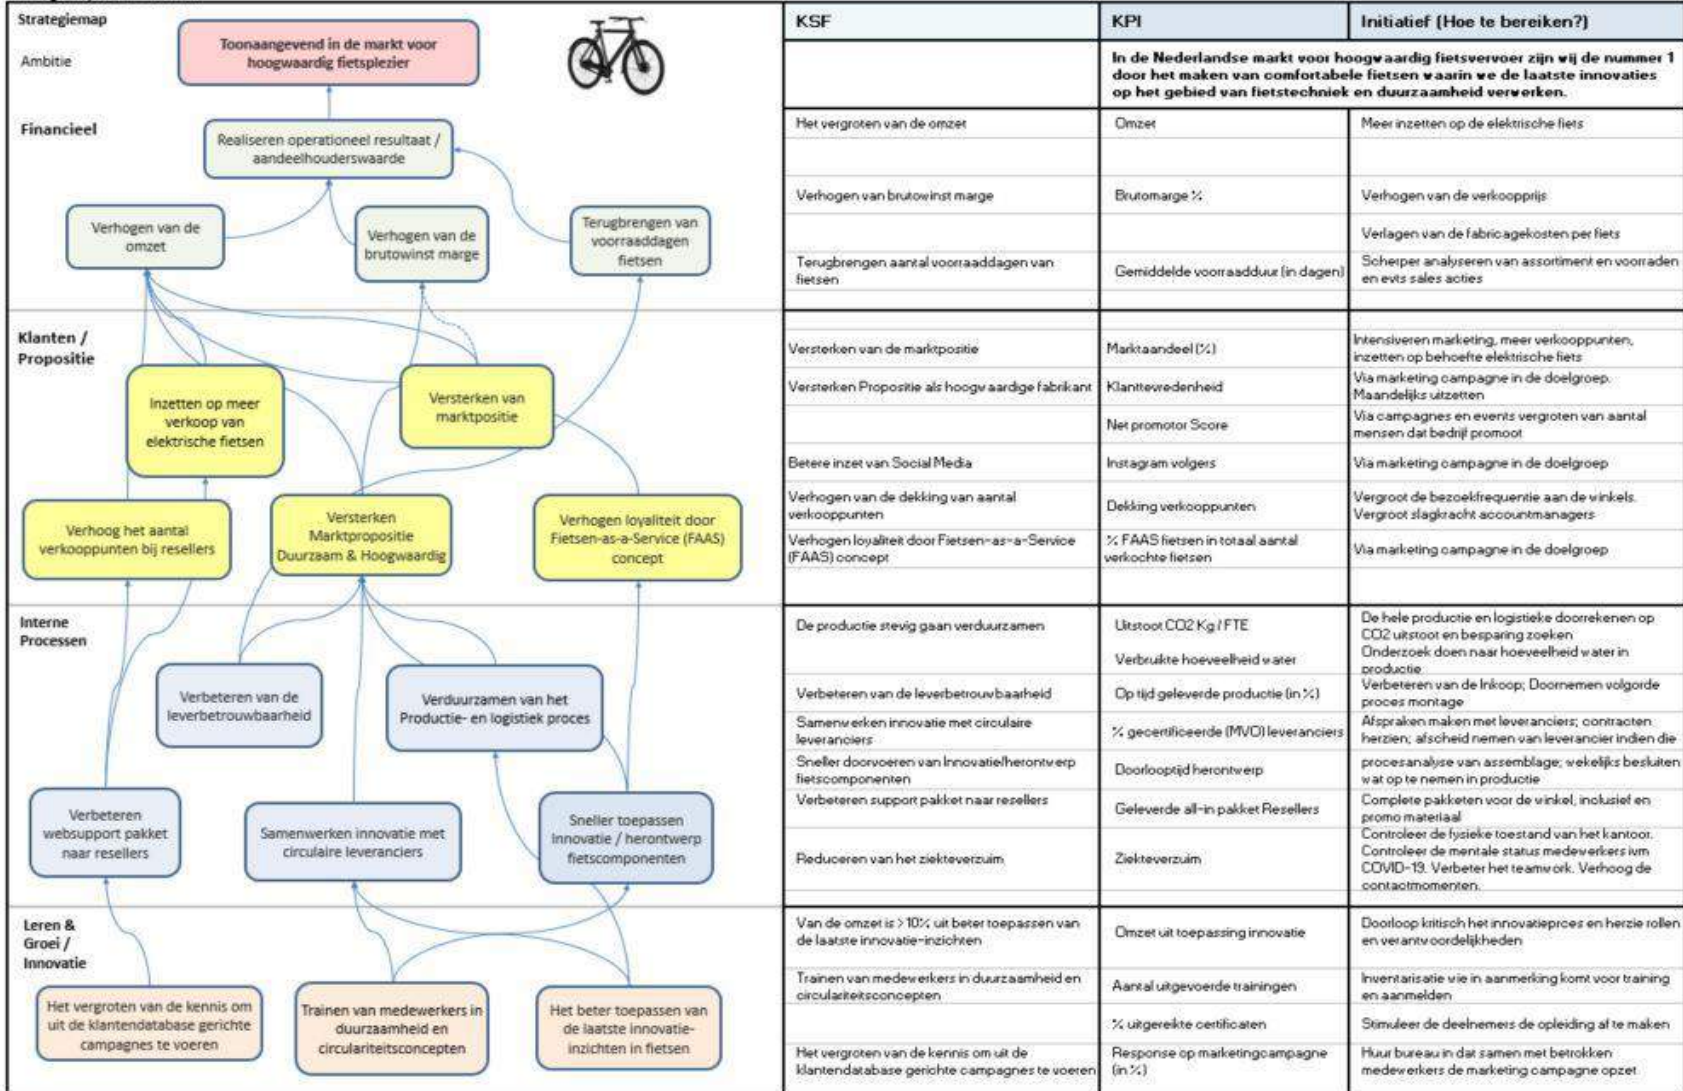 Strategiemap
Ambitie
Toonaangevend in de markt voor
hoogwaardig fietsplezier
Financieel
Realiseren operationeel resultaat /
aandeelhouderswaarde
Verhogen van de
omzet
Verhogen van de
brutowinst marge
Terugbrengen van
voorraaddagen
fietsen
Klanten /
Propositie
Inzetten op meer
verkoop van
elektrische fietsen
Versterken van
marktpositie
Verhoog het aantal
verkooppunten bij resellers
Versterken
Marktpropositie
Duurzaam & Hoogwaardig
Verhogen loyaliteit door
Fietsen-as-a-Service (FAAS)
concept
Interne
Processen
Verbeteren van de
leverbetrouwbaarheid
Verduurzamen van het
Productie- en logistiek proces
Verbeteren
websupport pakket
naar resellers
Samenwerken innovatie met
circulaire leveranciers
Sneller toepassen
Innovatie / herontwerp
fietscomponenten
Leren &
Groei /
Innovatie
Het vergroten van de kennis om
uit de klantendatabase gerichte
campagnes te voeren
Trainen van medewerkers in
duurzaamheid en
circulariteitsconcepten
Het beter toepassen van
de laatste innovatie-
inzichten in fietsen
KSF
KPI
Initiatief (Hoe te bereiken?)
In de Nederlandse markt voor hoogwaardig fietsvervoer zijn wij de nummer 1
door het maken van comfortabele fietsen waarin we de laatste innovaties
op het gebied van fietstechniek en duurzaamheid verwerken.
Het vergroten van de omzet
Omzet
Meer inzetten op de elektrische fiets
Verhogen van brutowinst marge
Brutomarge %
Verhogen van de verkoopprijs
Verlagen van de fabricagekosten per fiets
Terugbrengen aantal voorraaddagen van
fietsen
Gemiddelde voorraadduur (in dagen)
Scherper analyseren van assortiment en voorraden
en evts sales acties
Versterken van de marktpositie
Marktaandeel (%)
Intensiveren marketing, meer verkooppunten,
inzetten op behoefte elektrische fiets
Versterken Propositie als hoogwaardige fabrikant
Klanttevredenheid
Via marketing campagne in de doelgroep.
Maandelijks uitzetten
Net promotor Score
Via campagnes en events vergroten van aantal
mensen dat bedrijf promoot
Betere inzet van Social Media
Instagram volgers
Via marketing campagne in de doelgroep
Verhogen van de dekking van aantal
verkooppunten
Dekking verkooppunten
Vergroot de bezoekfrequentie aan de winkels.
Vergroot slagkracht accountmanagers
Verhogen loyaliteit door Fietsen-as-a-Service
(FAAS) concept
% FAAS fietsen in totaal aantal
verkochte fietsen
Via marketing campagne in de doelgroep
De productie stevig gaan verduurzamen
Uitstoot CO2 Kg / FTE
De hele productie en logistieke doorrekenen op
CO2 uitstoot en besparing zoeken
Verbruikte hoeveelheid water
Onderzoek doen naar hoeveelheid water in
productie
Verbeteren van de leverbetrouwbaarheid
Op tijd geleverde productie (in %)
Verbeteren van de Inkoop; Doornemen volgorde
proces montage
Samenwerken innovatie met circulaire
leveranciers
% gecertificeerde (MVO) leveranciers
Afspraken maken met leveranciers; contracten
herzien; afscheid nemen van leverancier indien die
Sneller doorvoeren van Innovatie/herontwerp
fietscomponenten
Doorlooptijd herontwerp
procesanalyse van assemblage; wekelijks besluiten
wat op te nemen in productie
Verbeteren support pakket naar resellers
Geleverde all-in pakket Resellers
Complete pakketen voor de winkel, inclusief en
promo materiaal
Reduceren van het ziekteverzuim
Ziekteverzuim
Controleer de fysieke toestand van het kantoor.
Controleer de mentale status medewerkers ivm
COVID-19. Verbeter het teamwork. Verhoog de
contactmomenten.
Van de omzet is >10% uit beter toepassen van
de laatste innovatie-inzichten
Omzet uit toepassing innovatie
Doorloop kritisch het innovatieproces en herzie rollen
en verantwoordelijkheden
Trainen van medewerkers in duurzaamheid en
circulariteitsconcepten
Aantal uitgevoerde trainingen
Inventarisatie wie in aanmerking komt voor training
en aanmelden
% uitgereikte certificaten
Stimuleer de deelnemers de opleiding af te maken
Het vergroten van de kennis om uit de
klantendatabase gerichte campagnes te voeren
Response op marketingcampagne
(in %)
Huur bureau in dat samen met betrokken
medewerkers de marketing campagne opzet